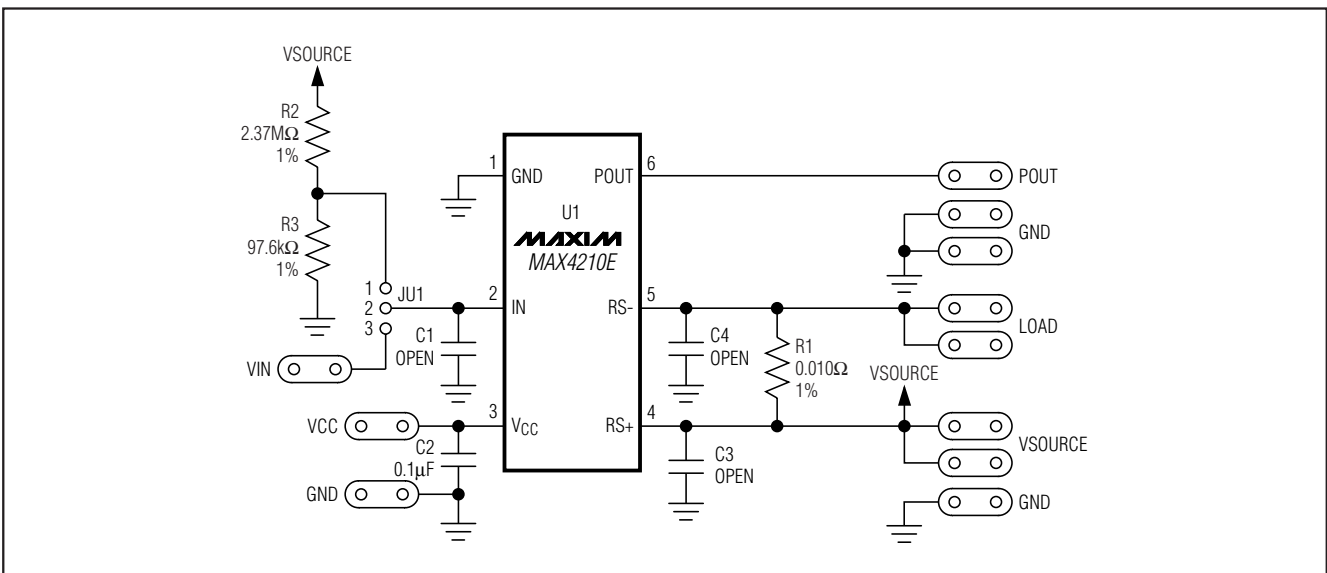 VSOURCE
R2
2.37MΩ
1%
R3
97.6kΩ
1%
1
2
3
JU1
VIN
C1
OPEN
VCC
C2
0.1µF
GND
1
GND
2
IN
3
VCC
U1
MAXIM
MAX4210E
POUT
6
RS-
5
RS+
4
C4
OPEN
R1
0.010Ω
1%
C3
OPEN
VSOURCE
POUT
GND
LOAD
VSOURCE
GND